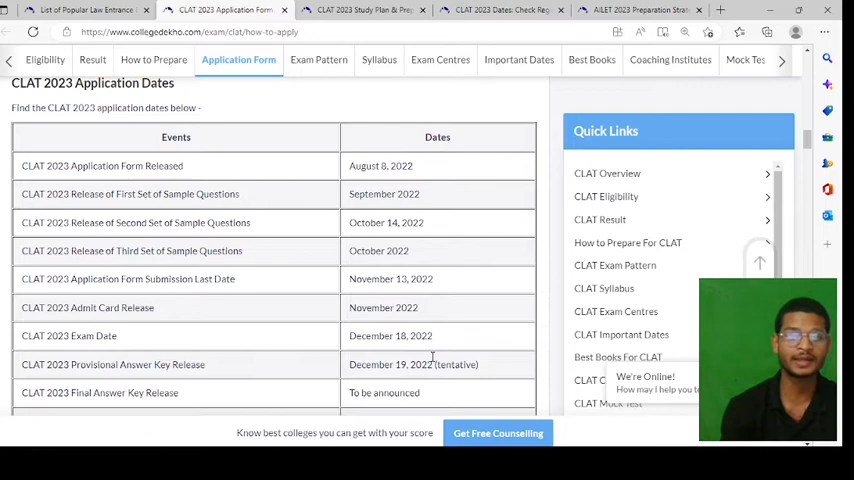 List of Popular Law Entrance
CLAT 2023 Application Form
CLAT 2023 Study Plan & Prep
CLAT 2023 Dates: Check Reg
AILET 2023 Preparation Strate
https://www.collegedekho.com/exam/clat/how-to-apply
Eligibility
Result
How to Prepare
Application Form
Exam Pattern
Syllabus
Exam Centres
Important Dates
Best Books
Coaching Institutes
Mock Tes
CLAT 2023 Application Dates
Find the CLAT 2023 application dates below -
Events Dates
CLAT 2023 Application Form Released August 8, 2022
CLAT 2023 Release of First Set of Sample Questions September 2022
CLAT 2023 Release of Second Set of Sample Questions October 14, 2022
CLAT 2023 Release of Third Set of Sample Questions October 2022
CLAT 2023 Application Form Submission Last Date November 13, 2022
CLAT 2023 Admit Card Release November 2022
CLAT 2023 Exam Date December 18, 2022
CLAT 2023 Provisional Answer Key Release December 19, 2022 (tentative)
CLAT 2023 Final Answer Key Release To be announced
Quick Links
CLAT Overview
CLAT Eligibility
CLAT Result
How to Prepare For CLAT
CLAT Exam Pattern
CLAT Syllabus
CLAT Exam Centres
CLAT Important Dates
Best Books For CLAT
CLAT C
CLAT Mock Test
We're Online!
How may I help you t
Know best colleges you can get with your score
Get Free Counselling